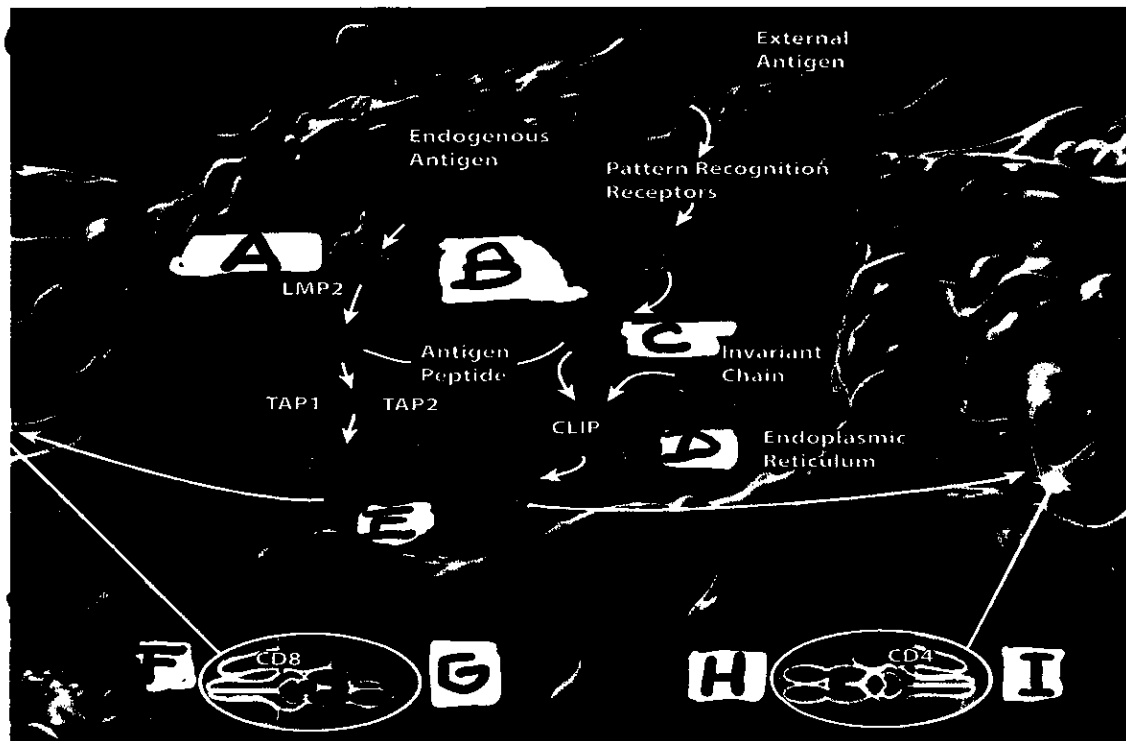 External
Antigen
Endogenous
Antigen
Pattern Recognition
Receptors
A
B
LMP2
C
Antigen
Peptide
Invariant
Chain
TAP1
TAP2
CLIP
D
Endoplasmic
Reticulum
E
F
CD8
G
H
CD4
I